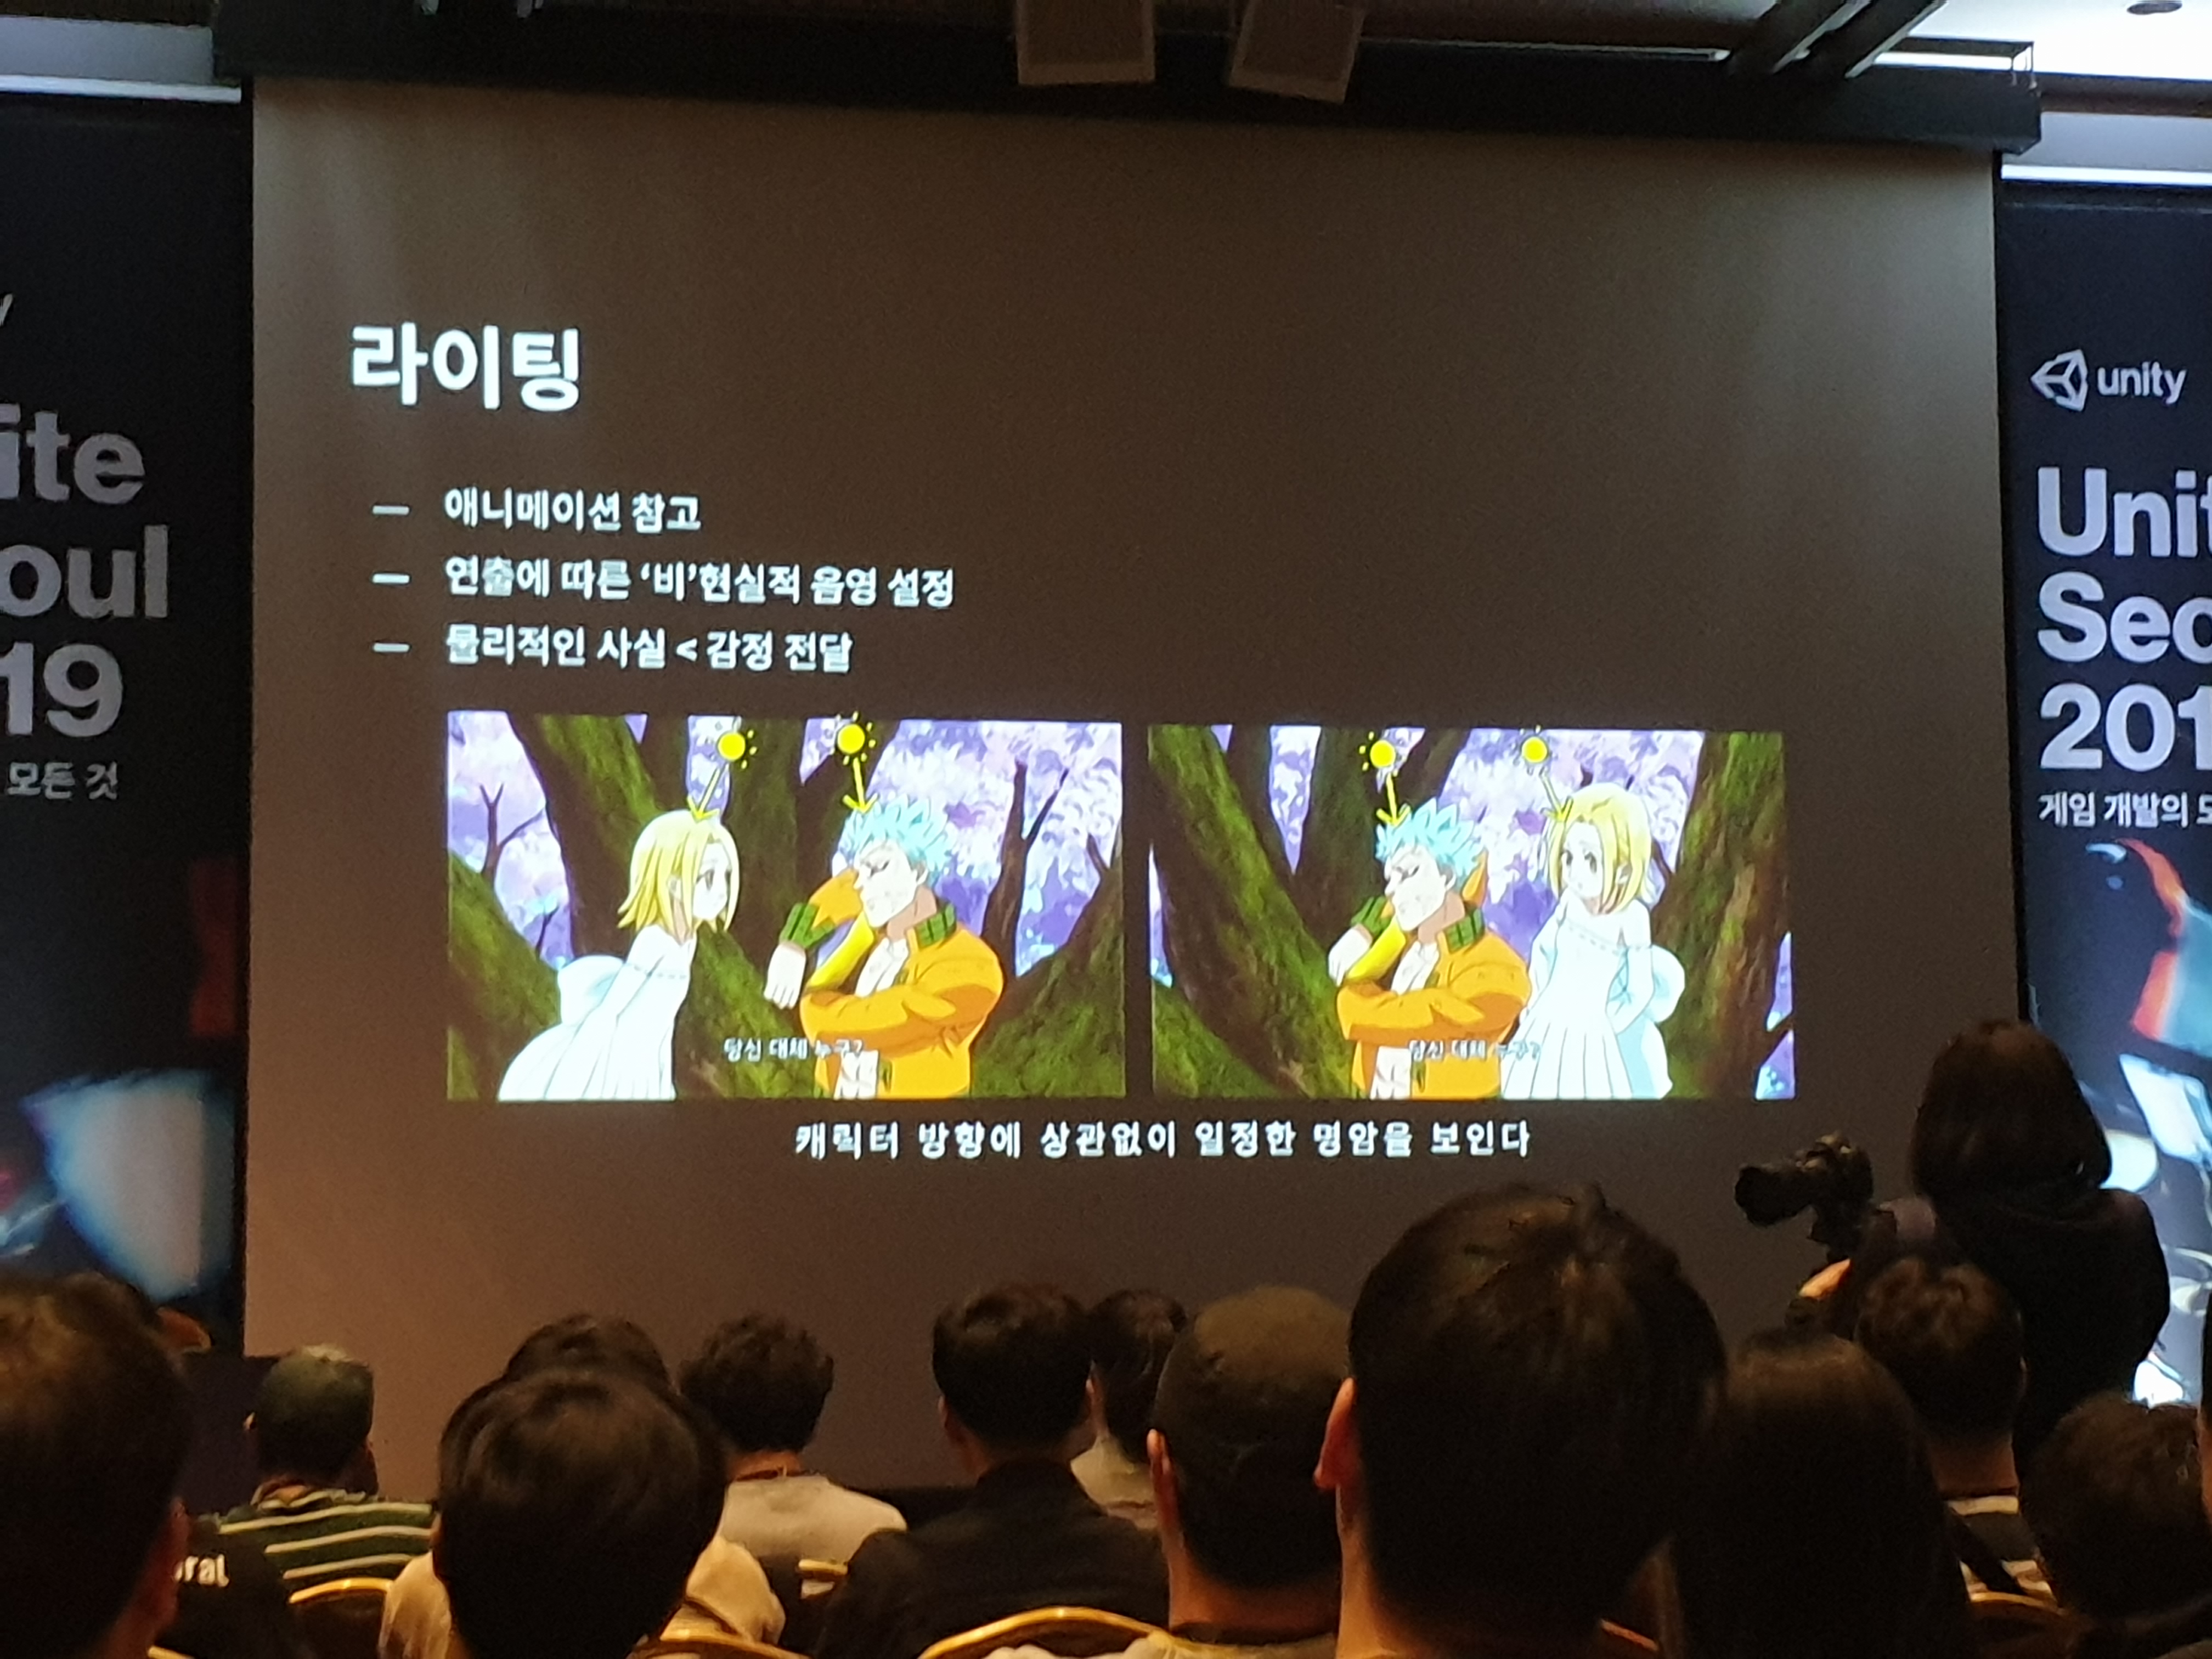 라이팅
— 애니메이션 참고
— 연출에 따른 ‘비’현실적 음영 설정
— 물리적인 사실 < 감정 전달
당신 대체 누구?
당신 대체 누구?
캐릭터 방향에 상관없이 일정한 명암을 보인다
ite
oul
19
모든 것
unity
Unit
Seo
201
게임 개발의 모
ral